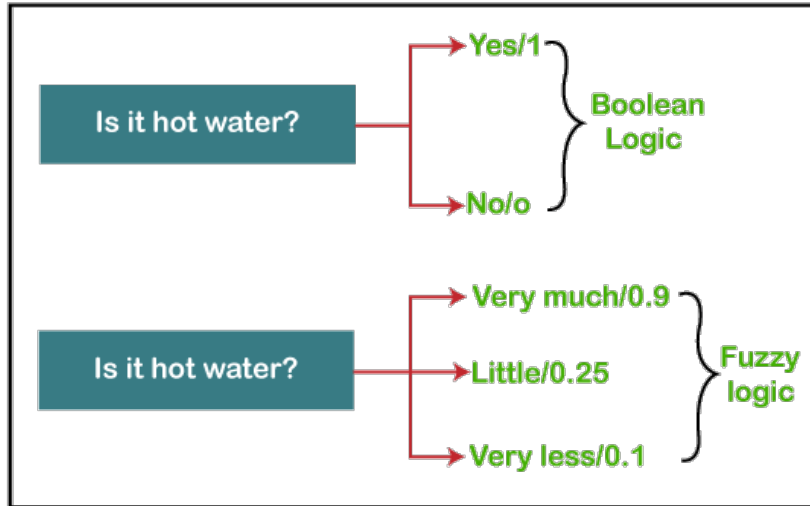 Is it hot water?
Yes/1
No/o
Boolean
Logic
Is it hot water?
Very much/0.9
Little/0.25
Very less/0.1
Fuzzy
logic